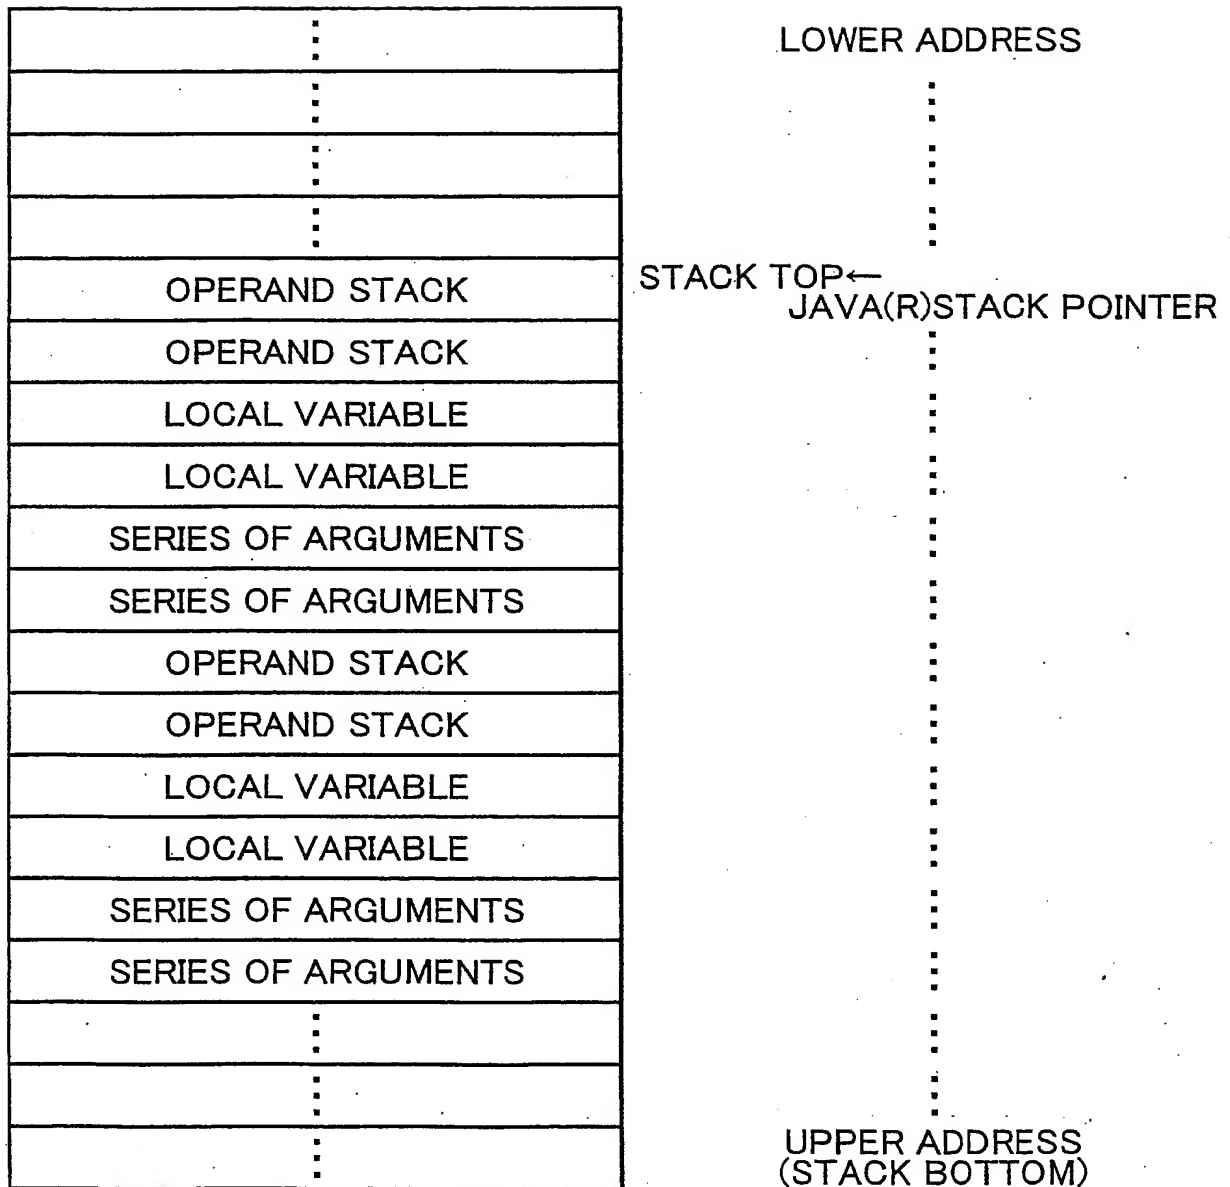 LOWER ADDRESS
OPERAND STACK
STACK TOP←
JAVA(R)STACK POINTER
OPERAND STACK
LOCAL VARIABLE
LOCAL VARIABLE
SERIES OF ARGUMENTS
SERIES OF ARGUMENTS
OPERAND STACK
OPERAND STACK
LOCAL VARIABLE
LOCAL VARIABLE
SERIES OF ARGUMENTS
SERIES OF ARGUMENTS
UPPER ADDRESS
(STACK BOTTOM)